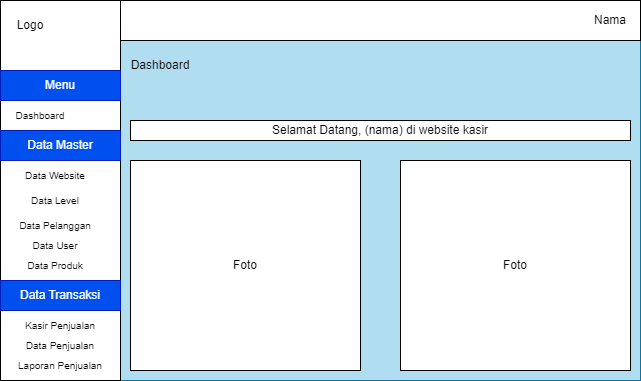 Logo
Nama
Menu
Dashboard
Data Master
Data Website
Data Level
Data Pelanggan
Data User
Data Produk
Data Transaksi
Kasir Penjualan
Data Penjualan
Laporan Penjualan
Dashboard
Selamat Datang, (nama) di website kasir
Foto
Foto